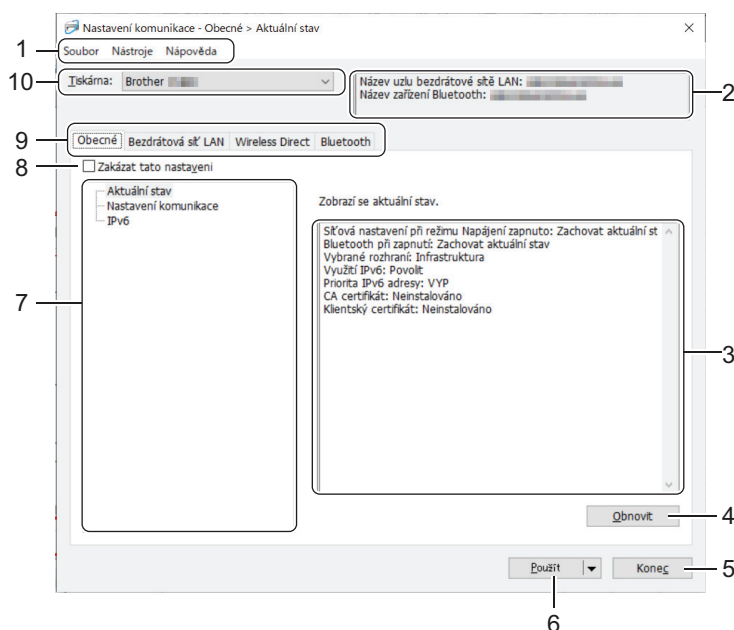 Nastavení komunikace - Obecné > Aktuální stav
1 Soubor Nástroje Nápověda
10 Tiskárna: Brother
Název uzlu bezdrátové sítě LAN:
Název zařízení Bluetooth:
2
9 Obecné Bezdrátová síť LAN Wireless Direct Bluetooth
8 Zakázat tato nastavení
Aktuální stav
Nastavení komunikace
IPv6
7
Zobrazí se aktuální stav.
Síťová nastavení při režimu Napájení zapnuto: Zachovat aktuální st
Bluetooth při zapnutí: Zachovat aktuální stav
Vybrané rozhraní: Infrastruktura
Využití IPv6: Povolit
Priorita IPv6 adresy: VYP
CA certifikát: Neinstalováno
Klientský certifikát: Neinstalováno
3
Obnovit 4
Použít Konec 5
6